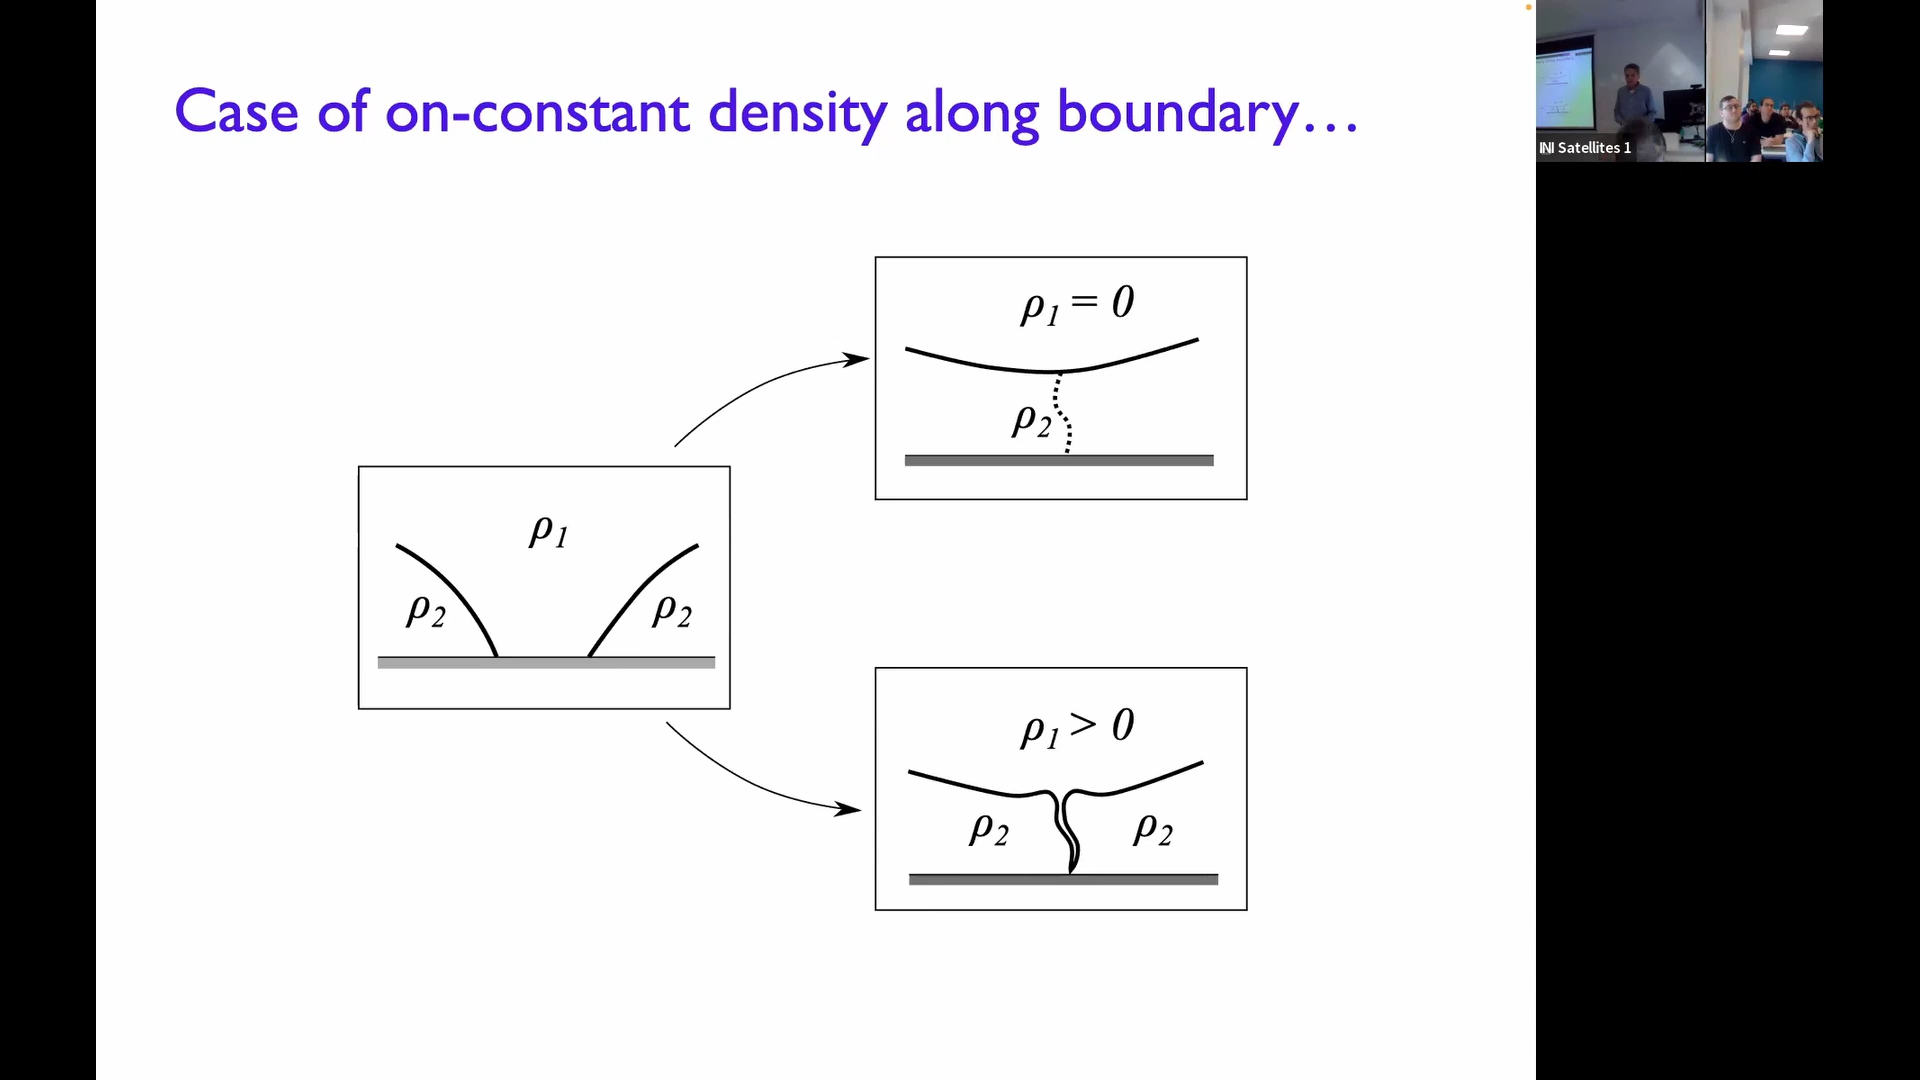 Case of on-constant density along boundary…
INI Satellites 1
ρ1 = 0
ρ2
ρ1
ρ2 ρ2
ρ1 > 0
ρ2 ρ2